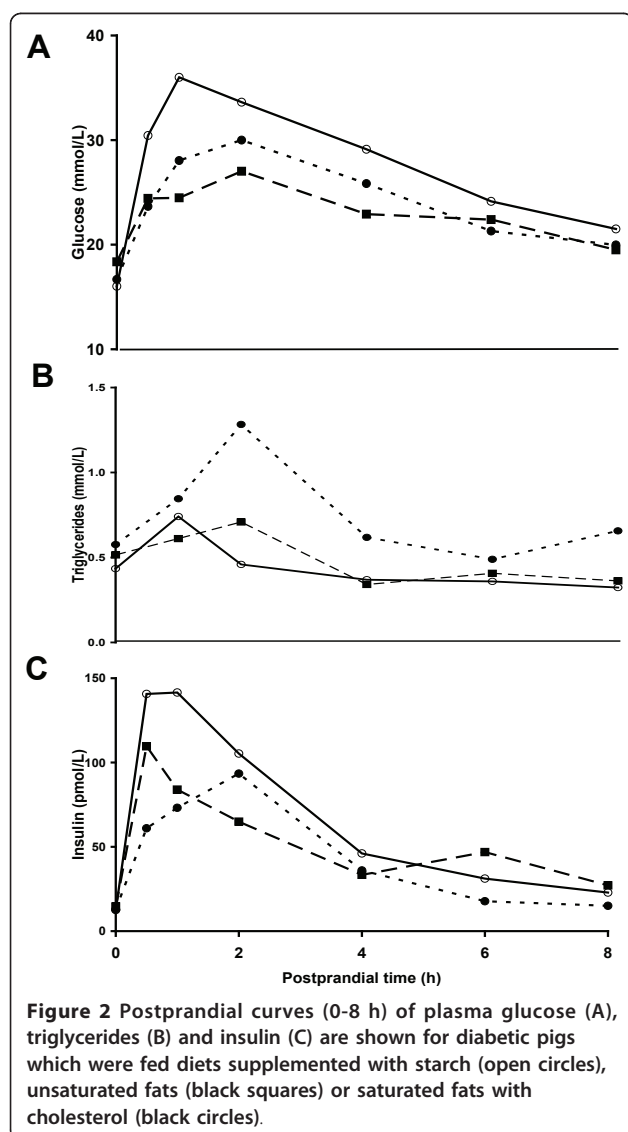 A
40
30
20
10
Glucose (mmol/L)
B
1.5
1.0
0.5
0.0
Triglycerides (mmol/L)
C
150
100
50
0
Insulin (pmol/L)
0 2 4 6 8
Postprandial time (h)
Figure 2 Postprandial curves (0-8 h) of plasma glucose (A),
triglycerides (B) and insulin (C) are shown for diabetic pigs
which were fed diets supplemented with starch (open circles),
unsaturated fats (black squares) or saturated fats with
cholesterol (black circles).